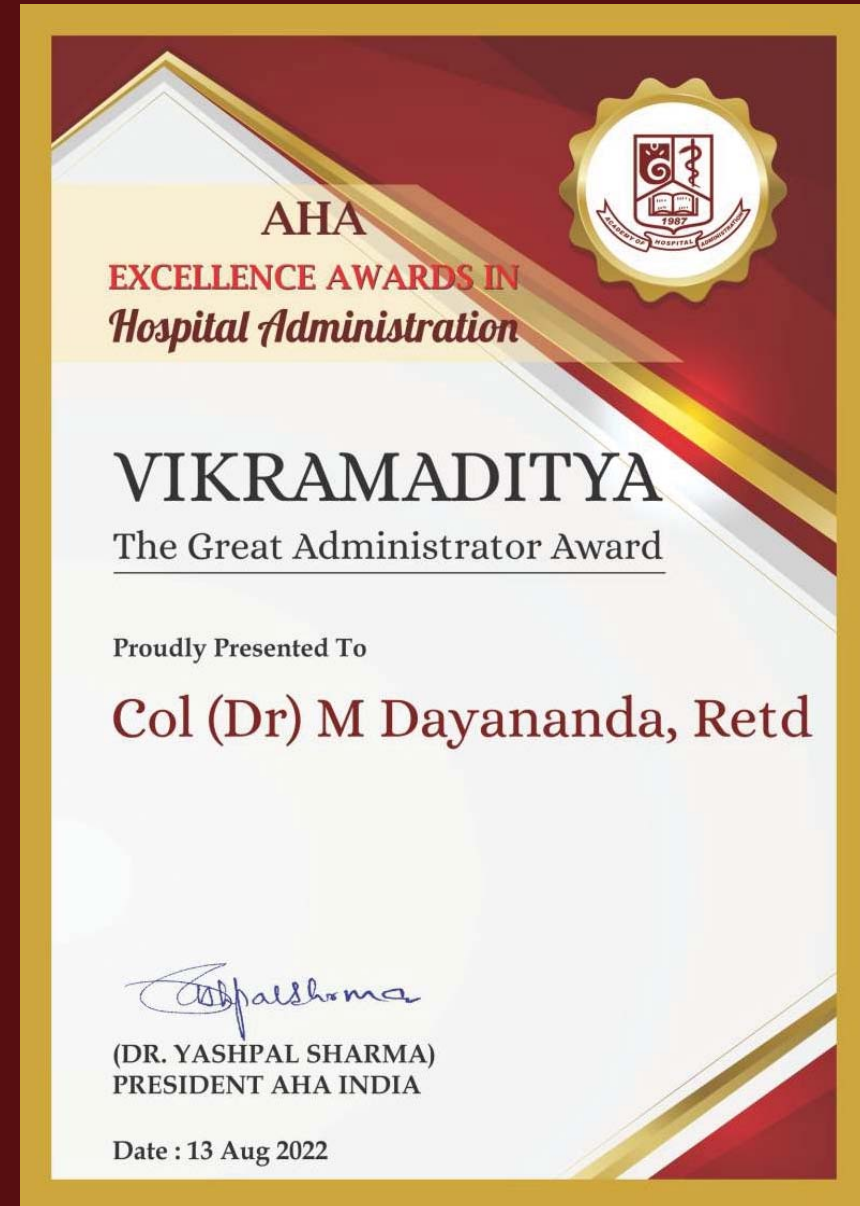 AHA
EXCELLENCE AWARDS IN
Hospital Administration
1987
ACADEMY OF HOSPITAL ADMINISTRATION
VIKRAMADITYA
The Great Administrator Award
Proudly Presented To
Col (Dr) M Dayananda, Retd
Yashpalsharma
(DR. YASHPAL SHARMA)
PRESIDENT AHA INDIA
Date : 13 Aug 2022